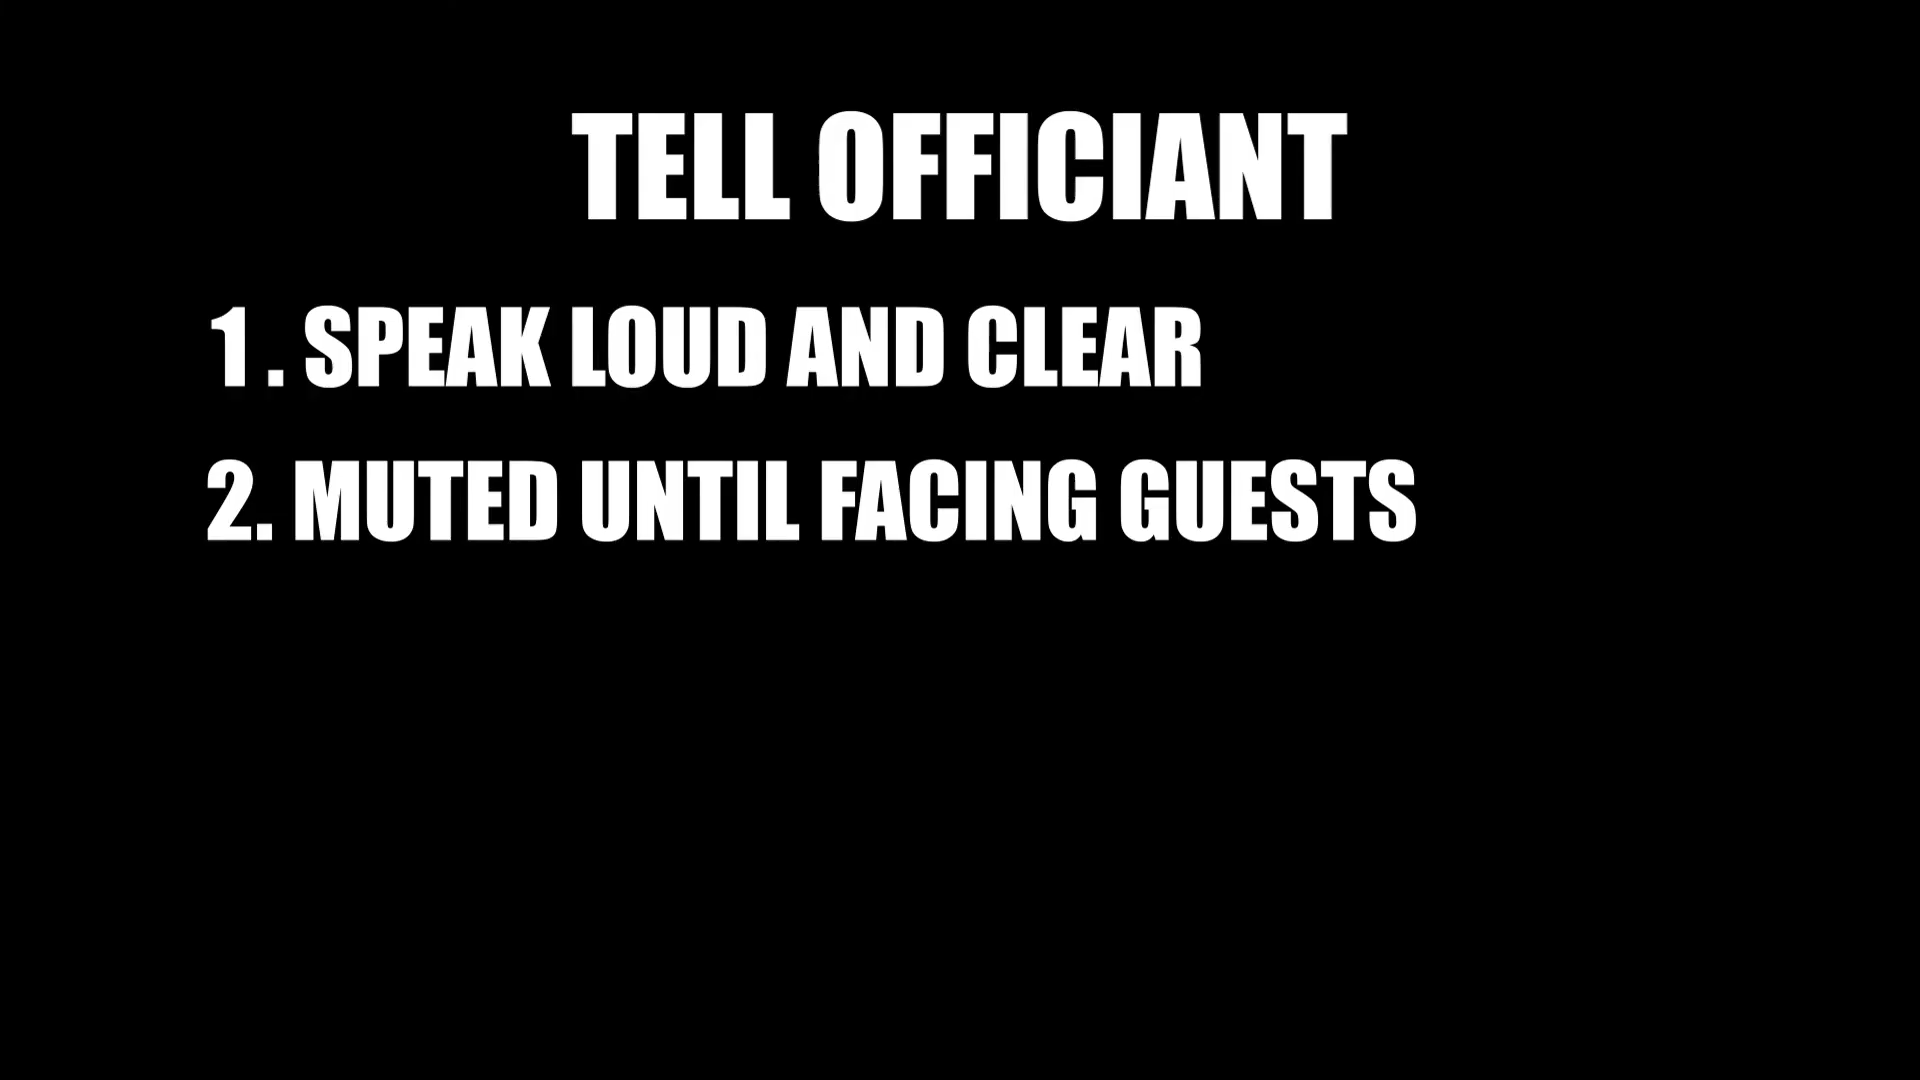 TELL OFFICIANT
1 . SPEAK LOUD AND CLEAR
2. MUTED UNTIL FACING GUESTS